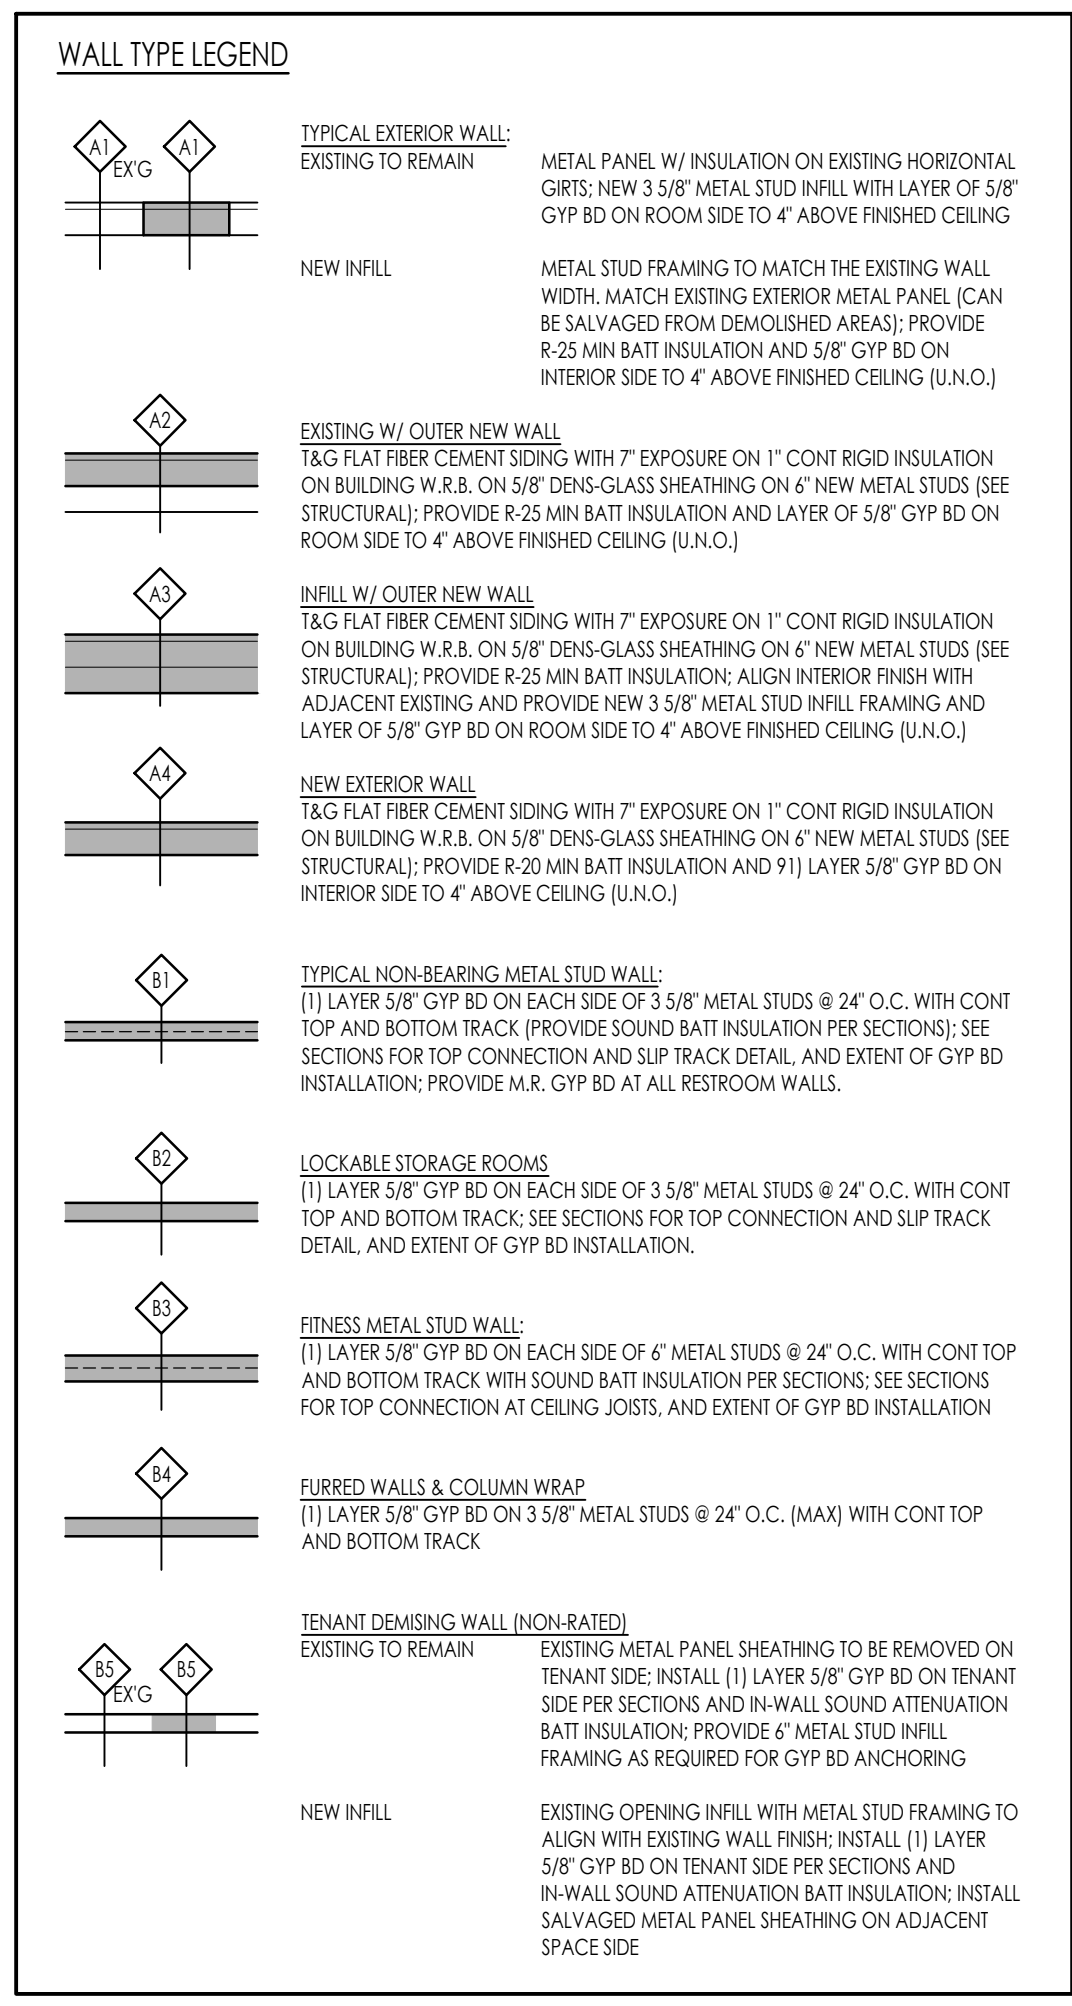 WALL TYPE LEGEND
A1 A1
EX'G
TYPICAL EXTERIOR WALL:
EXISTING TO REMAIN
METAL PANEL W/ INSULATION ON EXISTING HORIZONTAL
GIRTS; NEW 3 5/8" METAL STUD INFILL WITH LAYER OF 5/8"
GYP BD ON ROOM SIDE TO 4" ABOVE FINISHED CEILING
NEW INFILL
METAL STUD FRAMING TO MATCH THE EXISTING WALL
WIDTH. MATCH EXISTING EXTERIOR METAL PANEL (CAN
BE SALVAGED FROM DEMOLISHED AREAS); PROVIDE
R-25 MIN BATT INSULATION AND 5/8" GYP BD ON
INTERIOR SIDE TO 4" ABOVE FINISHED CEILING (U.N.O.)
A2
EXISTING W/ OUTER NEW WALL
T&G FLAT FIBER CEMENT SIDING WITH 7" EXPOSURE ON 1" CONT RIGID INSULATION
ON BUILDING W.R.B. ON 5/8" DENS-GLASS SHEATHING ON 6" NEW METAL STUDS (SEE
STRUCTURAL); PROVIDE R-25 MIN BATT INSULATION AND LAYER OF 5/8" GYP BD ON
ROOM SIDE TO 4" ABOVE FINISHED CEILING (U.N.O.)
A3
INFILL W/ OUTER NEW WALL
T&G FLAT FIBER CEMENT SIDING WITH 7" EXPOSURE ON 1" CONT RIGID INSULATION
ON BUILDING W.R.B. ON 5/8" DENS-GLASS SHEATHING ON 6" NEW METAL STUDS (SEE
STRUCTURAL); PROVIDE R-25 MIN BATT INSULATION; ALIGN INTERIOR FINISH WITH
ADJACENT EXISTING AND PROVIDE NEW 3 5/8" METAL STUD INFILL FRAMING AND
LAYER OF 5/8" GYP BD ON ROOM SIDE TO 4" ABOVE FINISHED CEILING (U.N.O.)
A4
NEW EXTERIOR WALL
T&G FLAT FIBER CEMENT SIDING WITH 7" EXPOSURE ON 1" CONT RIGID INSULATION
ON BUILDING W.R.B. ON 5/8" DENS-GLASS SHEATHING ON 6" NEW METAL STUDS (SEE
STRUCTURAL); PROVIDE R-20 MIN BATT INSULATION AND 91) LAYER 5/8" GYP BD ON
INTERIOR SIDE TO 4" ABOVE CEILING (U.N.O.)
B1
TYPICAL NON-BEARING METAL STUD WALL:
(1) LAYER 5/8" GYP BD ON EACH SIDE OF 3 5/8" METAL STUDS @ 24" O.C. WITH CONT
TOP AND BOTTOM TRACK (PROVIDE SOUND BATT INSULATION PER SECTIONS); SEE
SECTIONS FOR TOP CONNECTION AND SLIP TRACK DETAIL, AND EXTENT OF GYP BD
INSTALLATION; PROVIDE M.R. GYP BD AT ALL RESTROOM WALLS.
B2
LOCKABLE STORAGE ROOMS
(1) LAYER 5/8" GYP BD ON EACH SIDE OF 3 5/8" METAL STUDS @ 24" O.C. WITH CONT
TOP AND BOTTOM TRACK; SEE SECTIONS FOR TOP CONNECTION AND SLIP TRACK
DETAIL, AND EXTENT OF GYP BD INSTALLATION.
B3
FITNESS METAL STUD WALL:
(1) LAYER 5/8" GYP BD ON EACH SIDE OF 6" METAL STUDS @ 24" O.C. WITH CONT TOP
AND BOTTOM TRACK WITH SOUND BATT INSULATION PER SECTIONS; SEE SECTIONS
FOR TOP CONNECTION AT CEILING JOISTS, AND EXTENT OF GYP BD INSTALLATION
B4
FURRED WALLS & COLUMN WRAP
(1) LAYER 5/8" GYP BD ON 3 5/8" METAL STUDS @ 24" O.C. (MAX) WITH CONT TOP
AND BOTTOM TRACK
B5 B5
EX'G
TENANT DEMISING WALL (NON-RATED)
EXISTING TO REMAIN
EXISTING METAL PANEL SHEATHING TO BE REMOVED ON
TENANT SIDE; INSTALL (1) LAYER 5/8" GYP BD ON TENANT
SIDE PER SECTIONS AND IN-WALL SOUND ATTENUATION
BATT INSULATION; PROVIDE 6" METAL STUD INFILL
FRAMING AS REQUIRED FOR GYP BD ANCHORING
NEW INFILL
EXISTING OPENING INFILL WITH METAL STUD FRAMING TO
ALIGN WITH EXISTING WALL FINISH; INSTALL (1) LAYER
5/8" GYP BD ON TENANT SIDE PER SECTIONS AND
IN-WALL SOUND ATTENUATION BATT INSULATION; INSTALL
SALVAGED METAL PANEL SHEATHING ON ADJACENT
SPACE SIDE